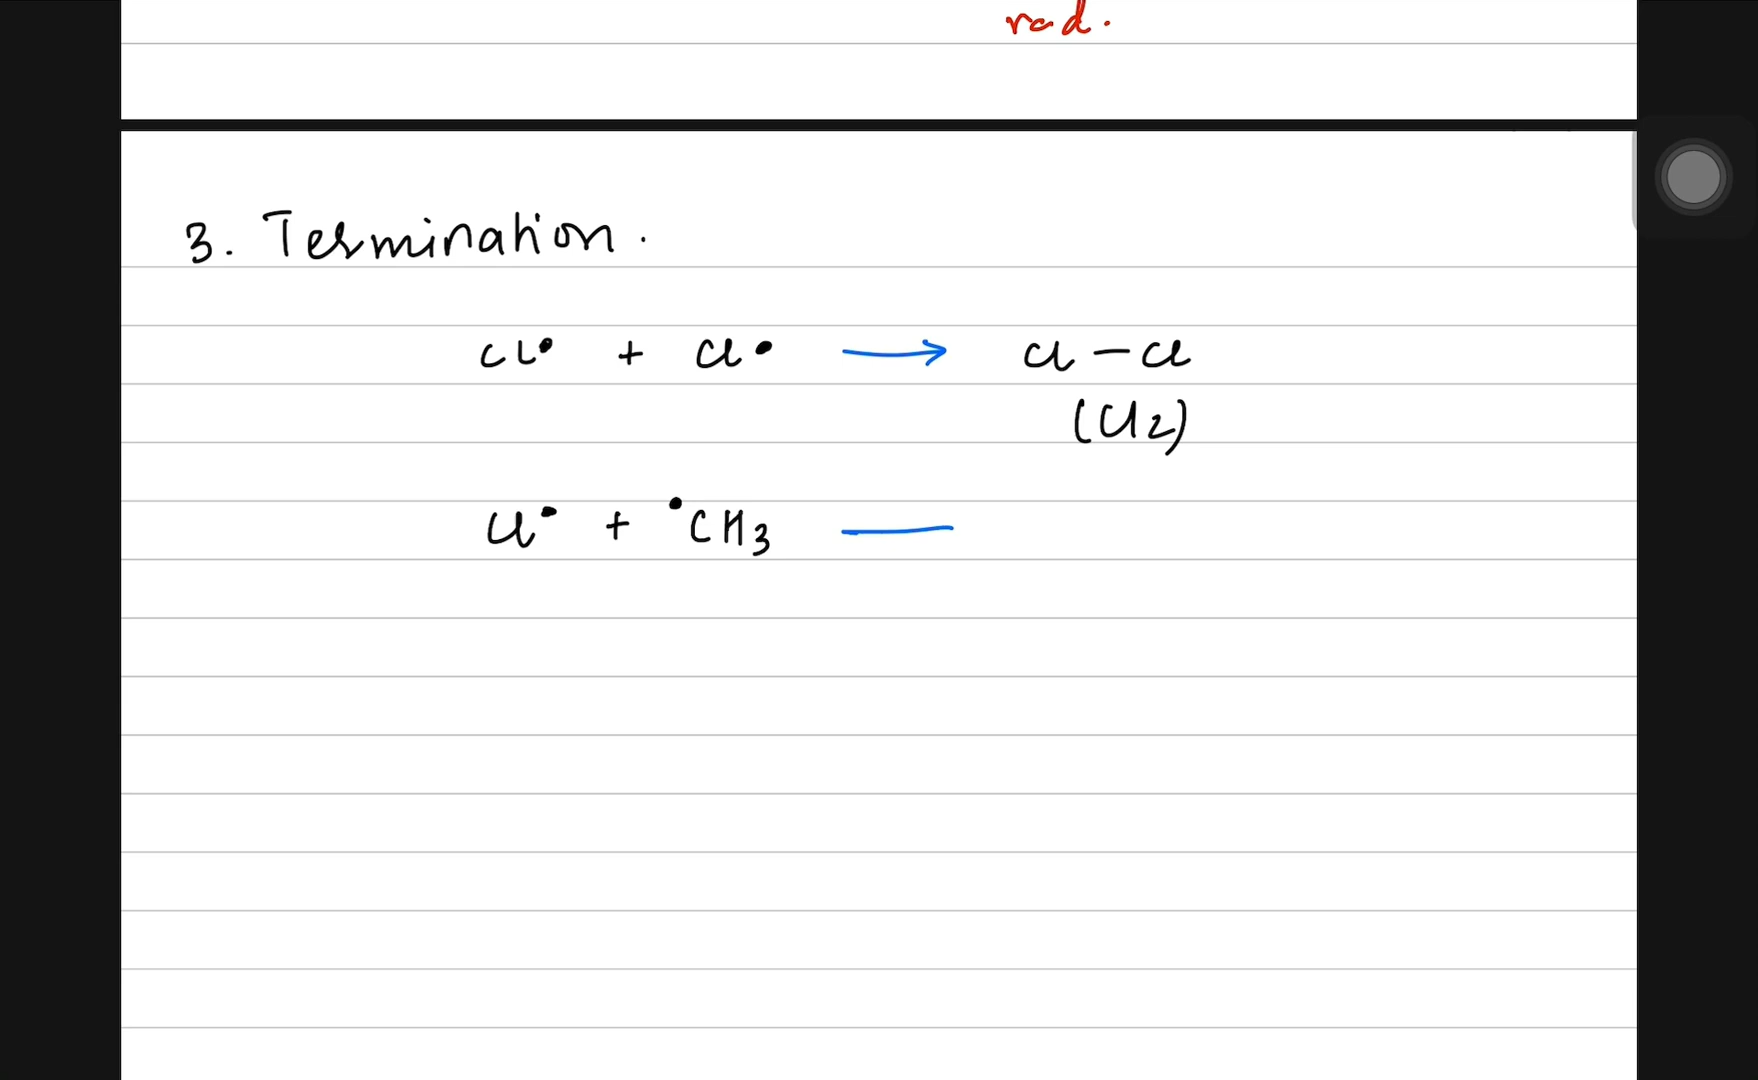 rad.
3. Termination.
Cl• + Cl• → Cl – Cl
(Cl2)
Cl• + •CH3 —